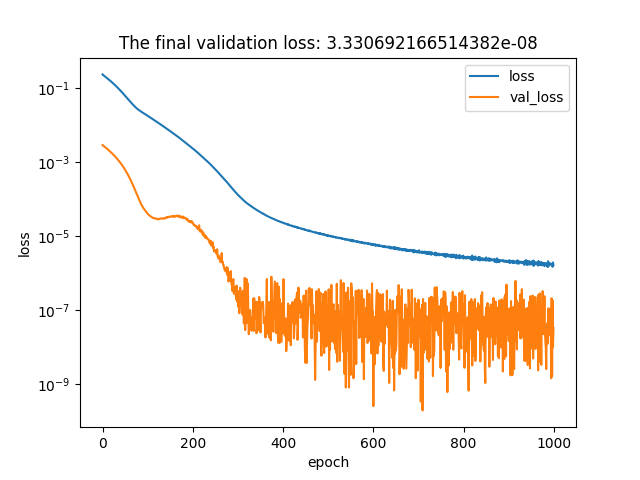 The final validation loss: 3.330692166514382e-08
loss
val_loss
10⁻¹
10⁻³
10⁻⁵
10⁻⁷
10⁻⁹
loss
0
200
400
600
800
1000
epoch